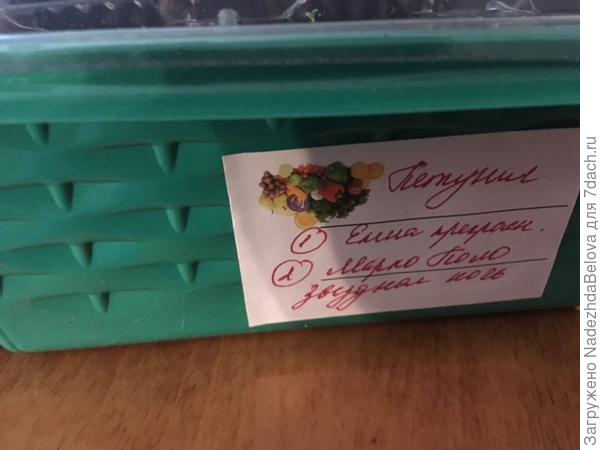 Петуния
① Елена прекрасн.
② Марко Поло
звездная ночь
Загружено NadezhdaBelova для 7dach.ru